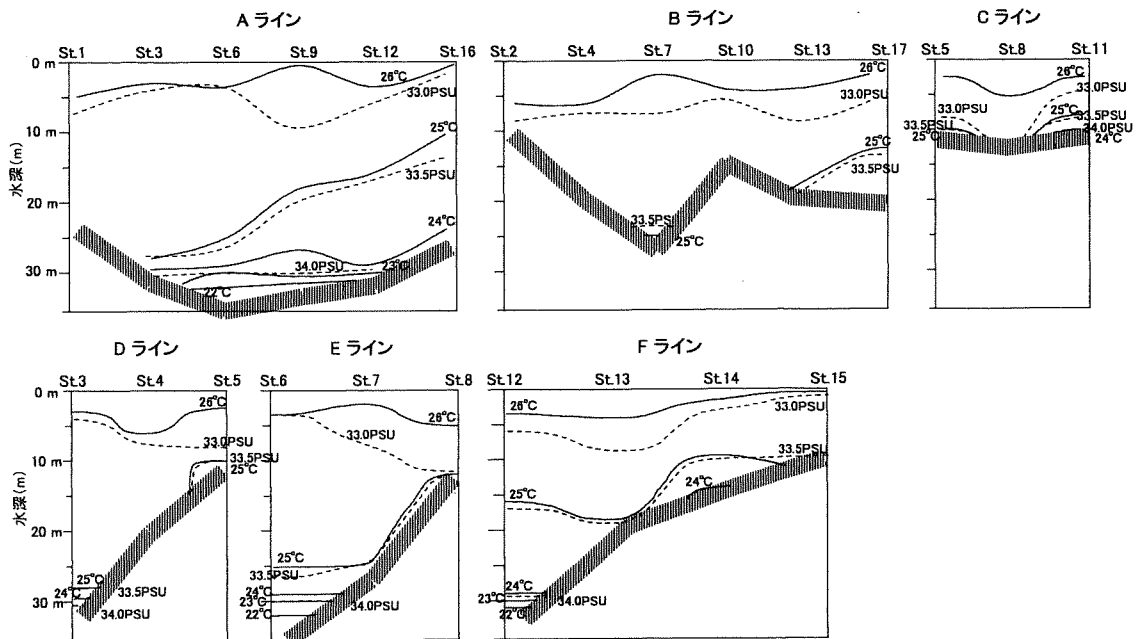 A ライン
St.1 St.3 St.6 St.9 St.12 St.16
0 m
10 m
20 m
30 m
水深(m)
26°C
33.0PSU
25°C
33.5PSU
24°C
34.0PSU
23°C
22°C
B ライン
St.2 St.4 St.7 St.10 St.13 St.17
26°C
33.0PSU
25°C
33.5PSU
33.5PSU
25°C
C ライン
St.5 St.8 St.11
26°C
33.0PSU
33.0PSU
25°C
33.5PSU
33.5PSU
34.0PSU
25°C
24°C
D ライン
St.3 St.4 St.5
0 m
10 m
20 m
30 m
水深(m)
26°C
33.0PSU
33.5PSU
25°C
25°C
24°C
33.5PSU
34.0PSU
E ライン
St.6 St.7 St.8
26°C
33.0PSU
25°C
33.5PSU
24°C
23°C
34.0PSU
22°C
F ライン
St.12 St.13 St.14 St.15
26°C
33.0PSU
33.5PSU
24°C
25°C
24°C
23°C
34.0PSU
22°C